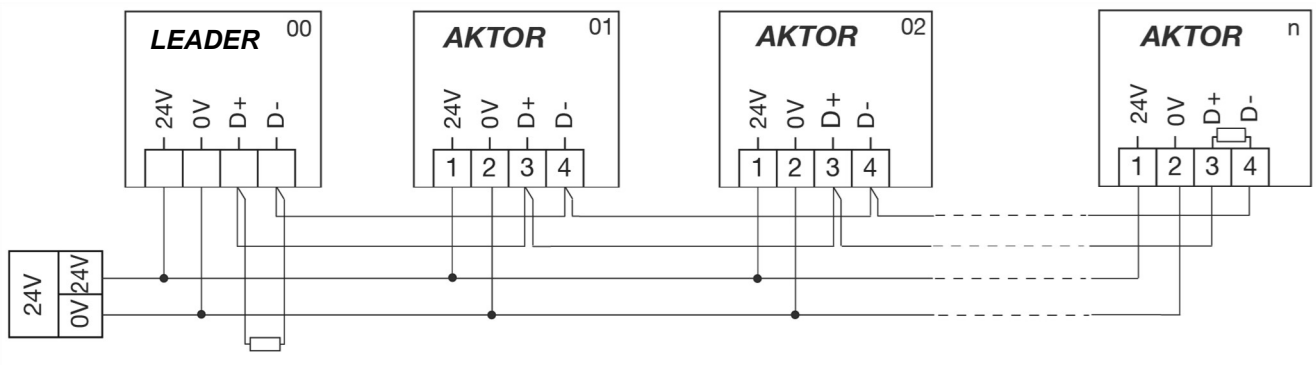 LEADER 00
24V 0V D+ D-
AKTOR 01
24V 0V D+ D-
1 2 3 4
AKTOR 02
24V 0V D+ D-
1 2 3 4
AKTOR n
24V 0V D+ D-
1 2 3 4
24V
24V
0V